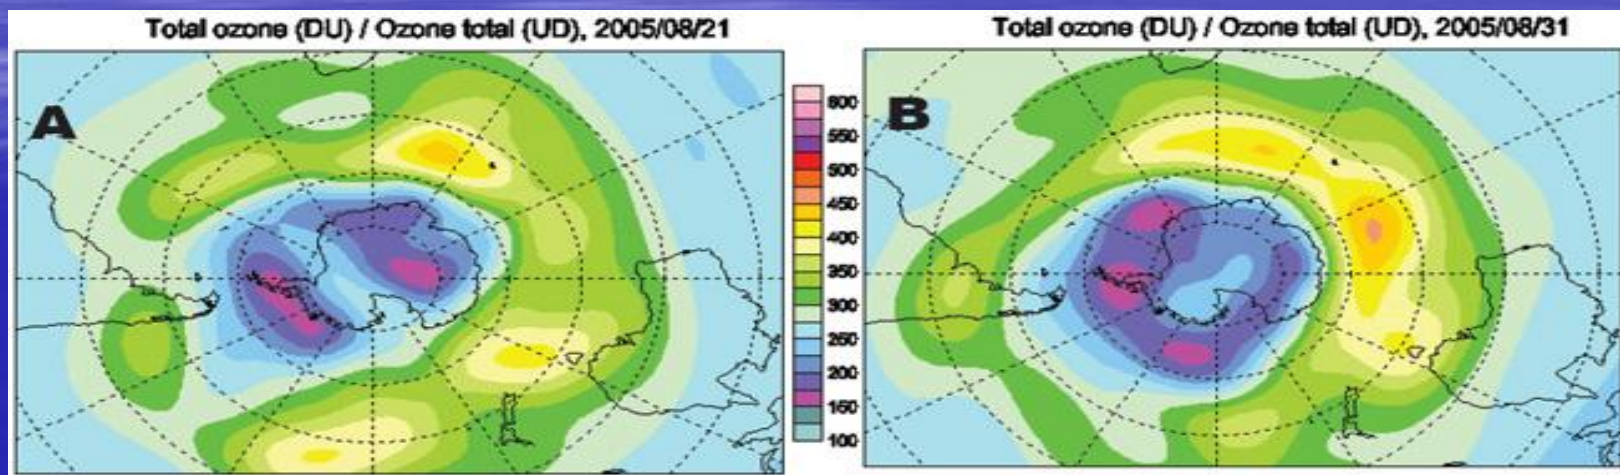 Total ozone (DU) / Ozone total (UD), 2005/08/21
Total ozone (DU) / Ozone total (UD), 2005/08/31
A
B
600
550
500
450
400
350
300
250
200
150
100